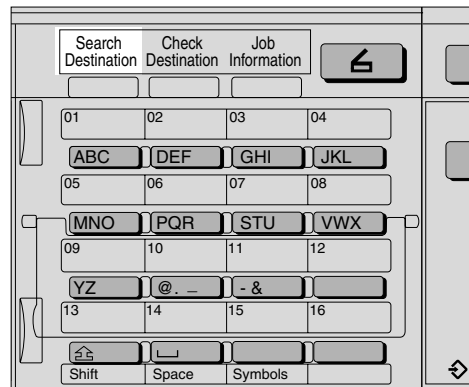 Search Check Job
Destination Destination Information
01 02 03 04
ABC DEF GHI JKL
05 06 07 08
MNO PQR STU VWX
09 10 11 12
YZ @. _ - &
13 14 15 16
Shift Space Symbols